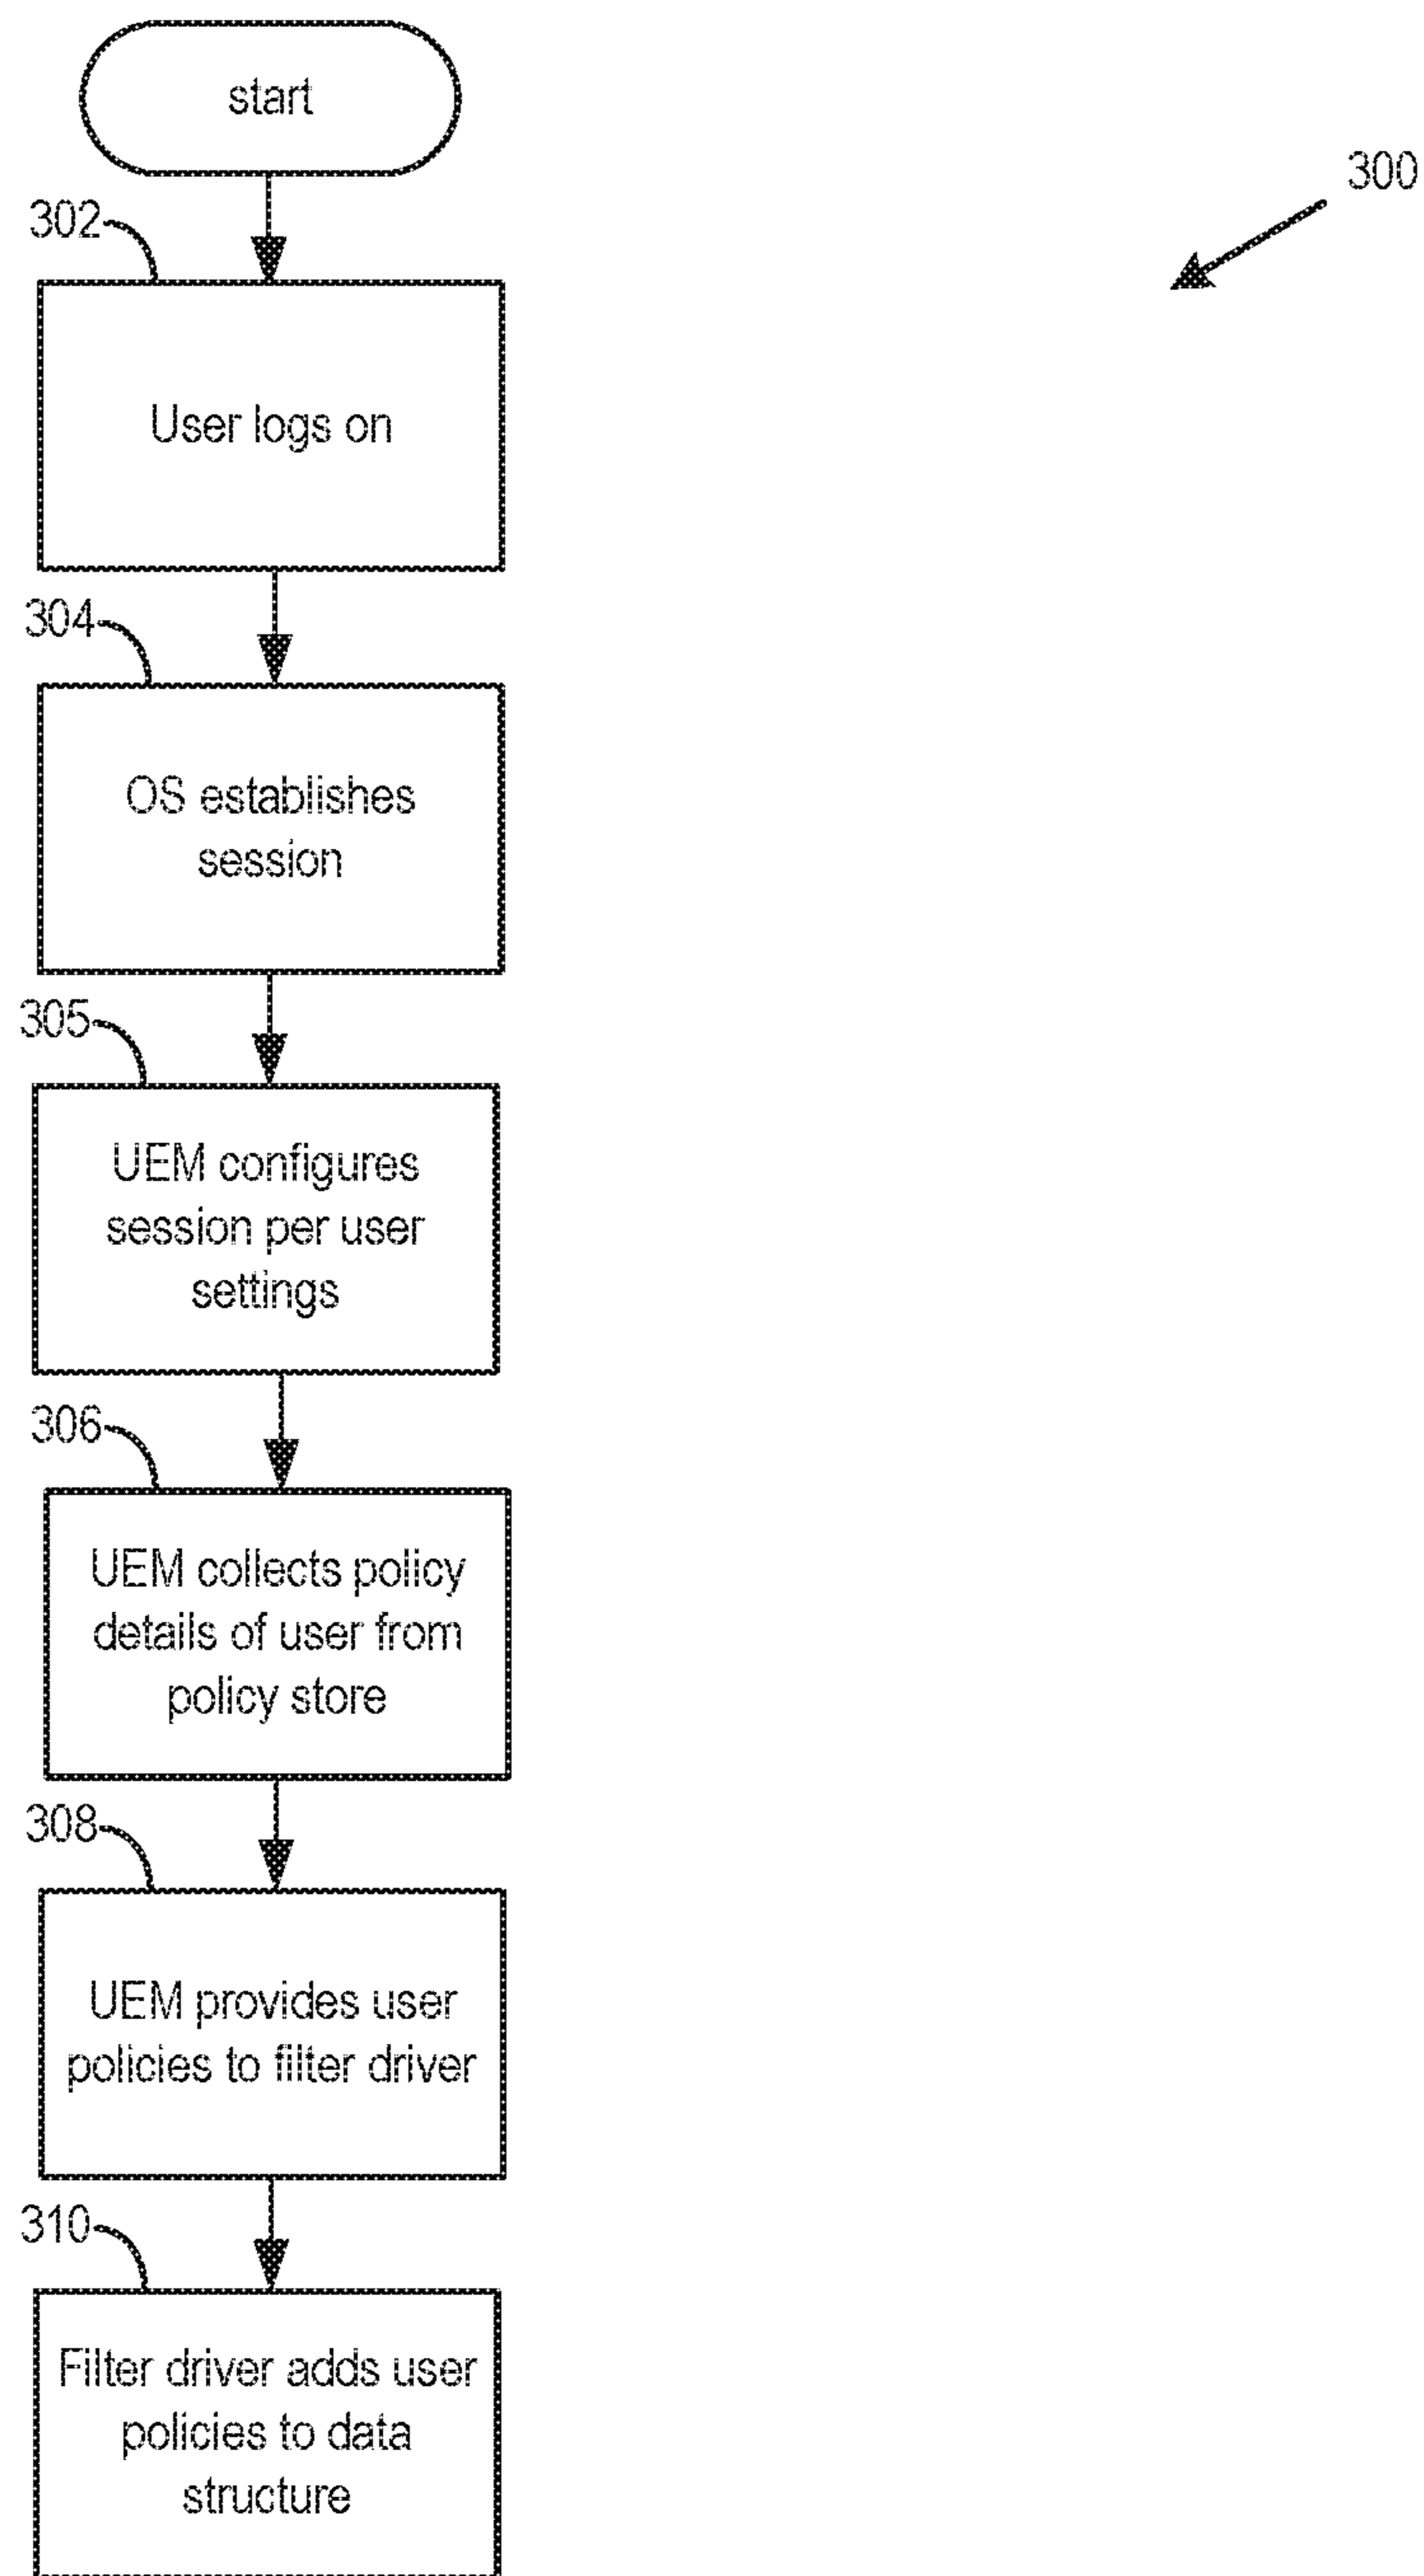 start
300
302
User logs on
304
OS establishes
session
305
UEM configures
session per user
settings
306
UEM collects policy
details of user from
policy store
308
UEM provides user
policies to filter driver
310
Filter driver adds user
policies to data
structure